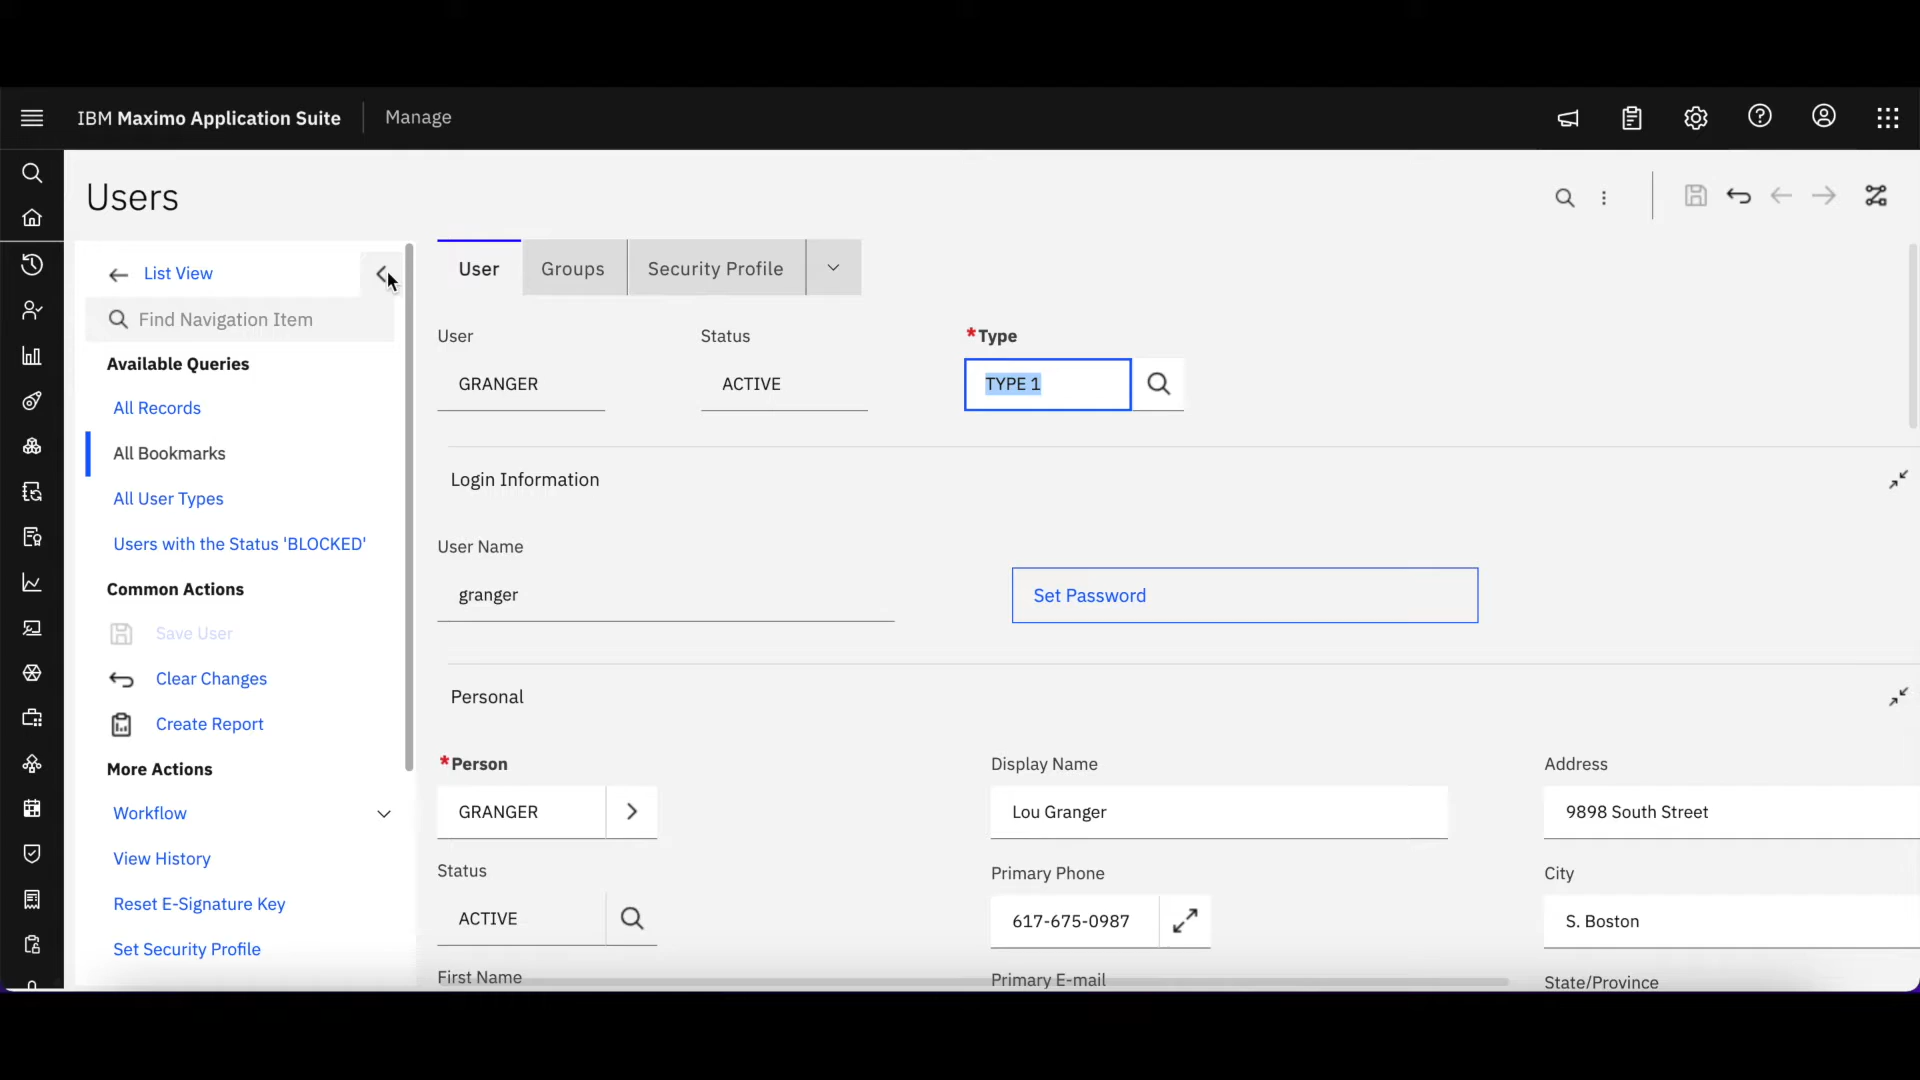 IBM Maximo Application Suite
Manage
Users
List View
Find Navigation Item
Available Queries
All Records
All Bookmarks
All User Types
Users with the Status 'BLOCKED'
Common Actions
Save User
Clear Changes
Create Report
More Actions
Workflow
View History
Reset E-Signature Key
Set Security Profile
User
Groups
Security Profile
User
Status
*Type
GRANGER
ACTIVE
TYPE 1
Login Information
User Name
granger
Set Password
Personal
*Person
Display Name
Address
GRANGER
Lou Granger
9898 South Street
Status
Primary Phone
City
ACTIVE
617-675-0987
S. Boston
First Name
Primary E-mail
State/Province